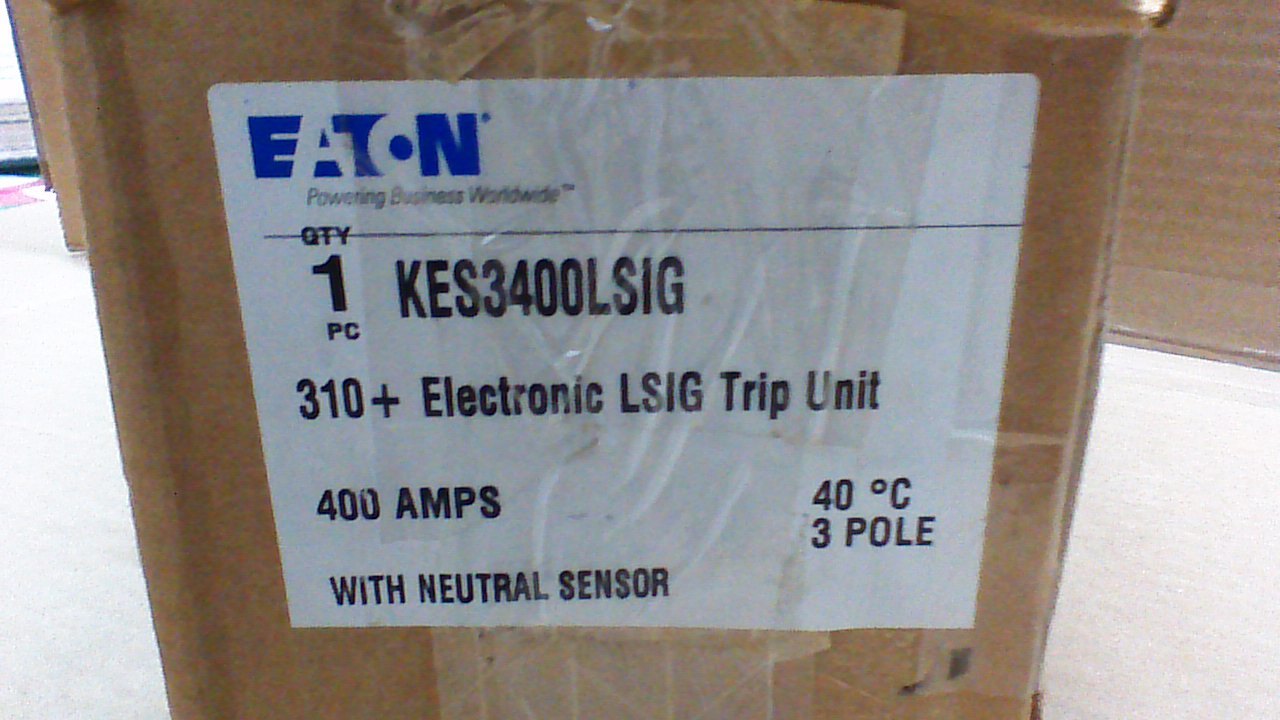 EATON
Powering Business Worldwide™
QTY
1 KES3400LSIG
PC
310+ Electronic LSIG Trip Unit
400 AMPS 40 °C
3 POLE
WITH NEUTRAL SENSOR